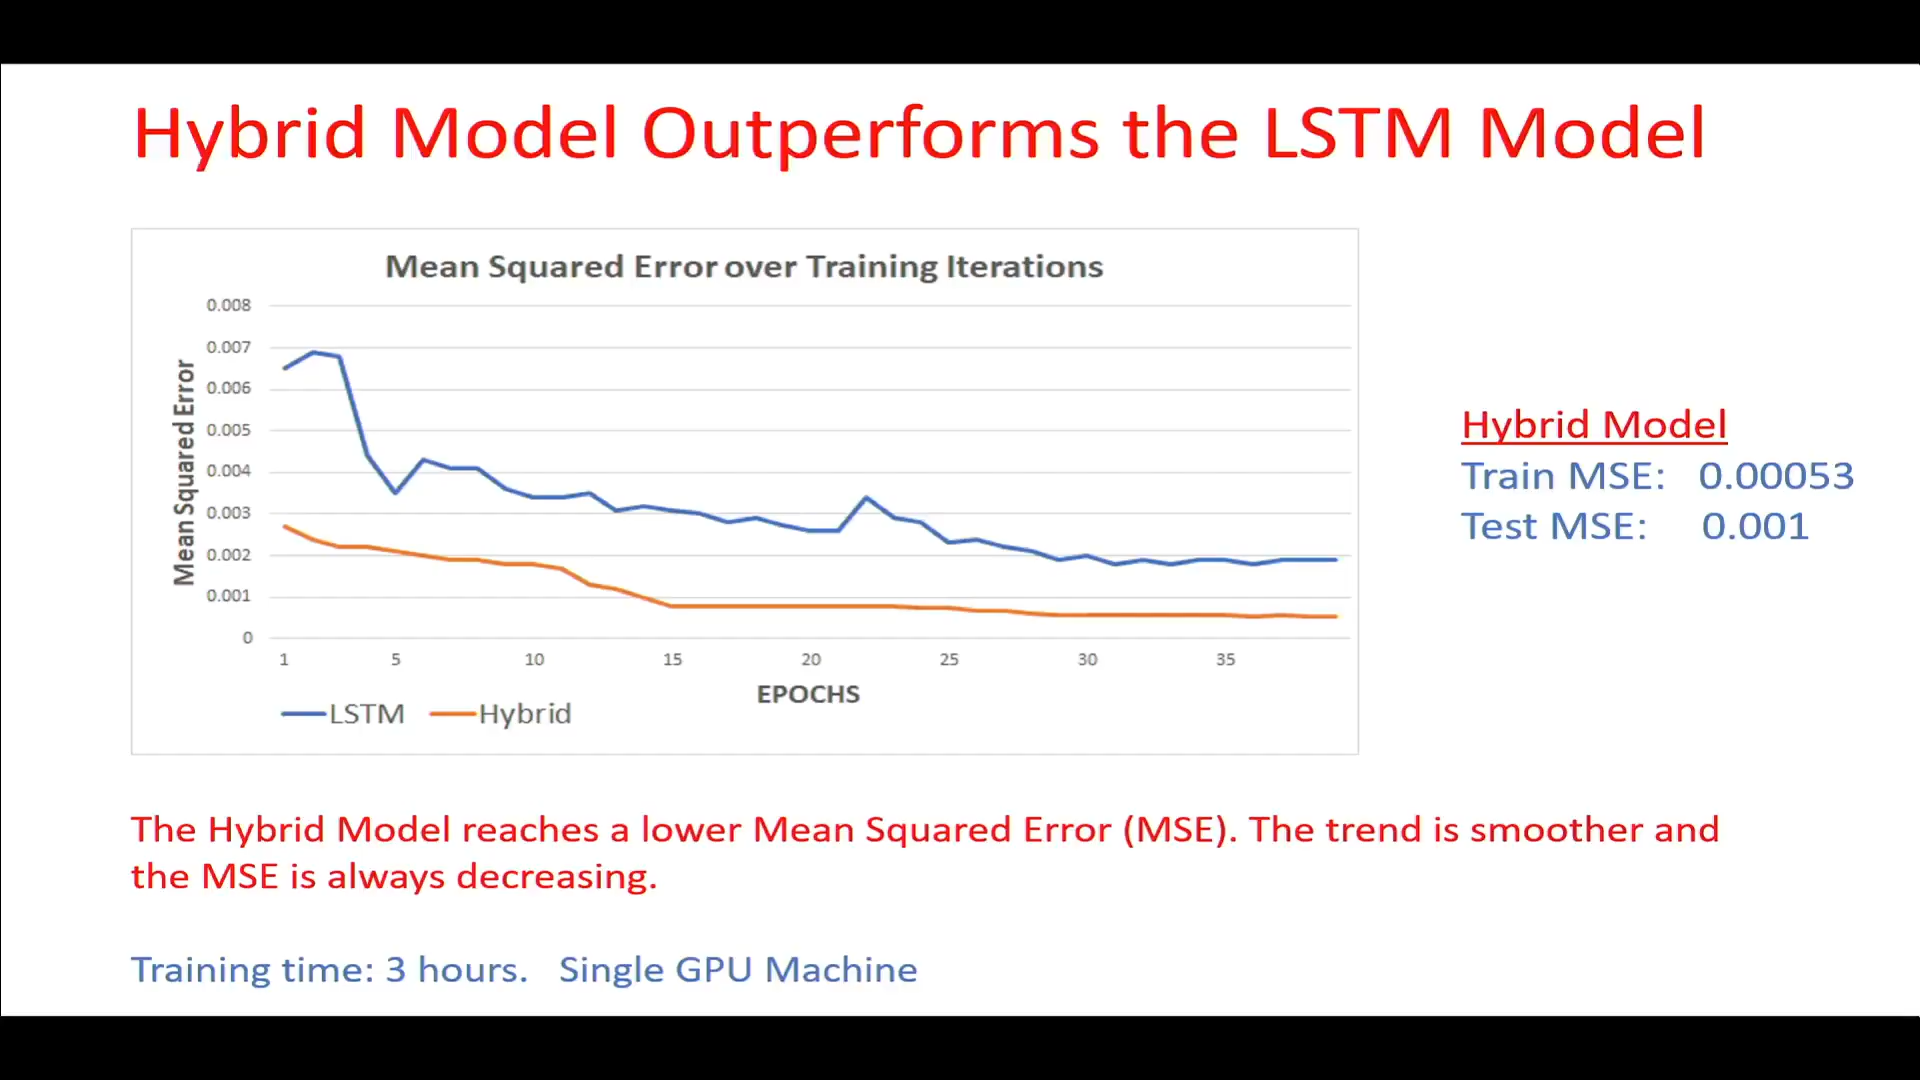 Hybrid Model Outperforms the LSTM Model
Mean Squared Error over Training Iterations
0.008
0.007
0.006
0.005
0.004
0.003
0.002
0.001
0
Mean Squared Error
1 5 10 15 20 25 30 35
EPOCHS
LSTM Hybrid
Hybrid Model
Train MSE: 0.00053
Test MSE: 0.001
The Hybrid Model reaches a lower Mean Squared Error (MSE). The trend is smoother and
the MSE is always decreasing.
Training time: 3 hours. Single GPU Machine